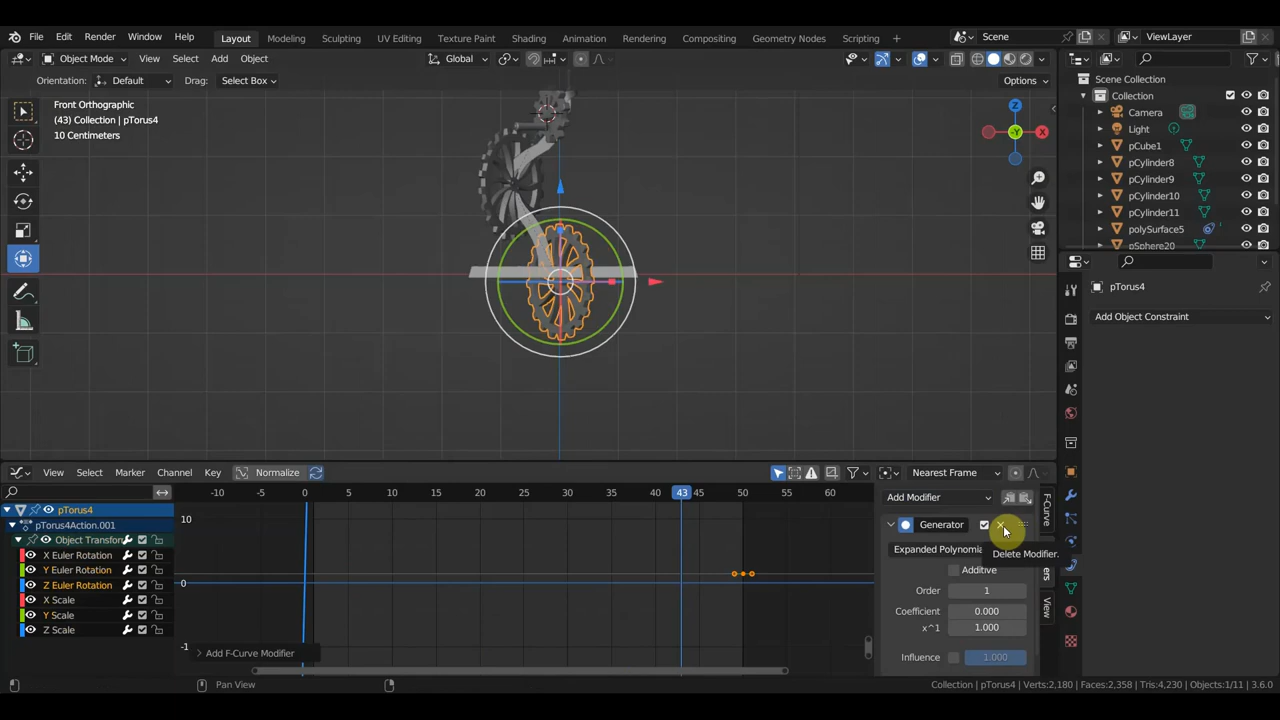 File Edit Render Window Help Layout Modeling Sculpting UV Editing Texture Paint Shading Animation Rendering Compositing Geometry Nodes Scripting + Scene ViewLayer
Object Mode View Select Add Object Global
Orientation: Default Drag: Select Box Options
Scene Collection
Collection
Camera
Light
pCube1
pCylinder8
pCylinder9
pCylinder10
pCylinder11
polySurface5
pSphere20
Front Orthographic
(43) Collection | pTorus4
10 Centimeters
X
-Y
Z
pTorus4
Add Object Constraint
View Select Marker Channel Key Normalize Nearest Frame
-10 -5 0 5 10 15 20 25 30 35 40 43 45 50 55 60
10
0
-1
pTorus4
pTorus4Action.001
Object Transform
X Euler Rotation
Y Euler Rotation
Z Euler Rotation
X Scale
Y Scale
Z Scale
Add F-Curve Modifier
Add Modifier
Generator
Delete Modifier.
Expanded Polynomia
Additive
Order 1
Coefficient 0.000
x^1 1.000
Influence 1.000
F-Curve
ers
View
Pan View
Collection | pTorus4 | Verts:2,180 | Faces:2,358 | Tris:4,230 | Objects:1/11 | 3.6.0